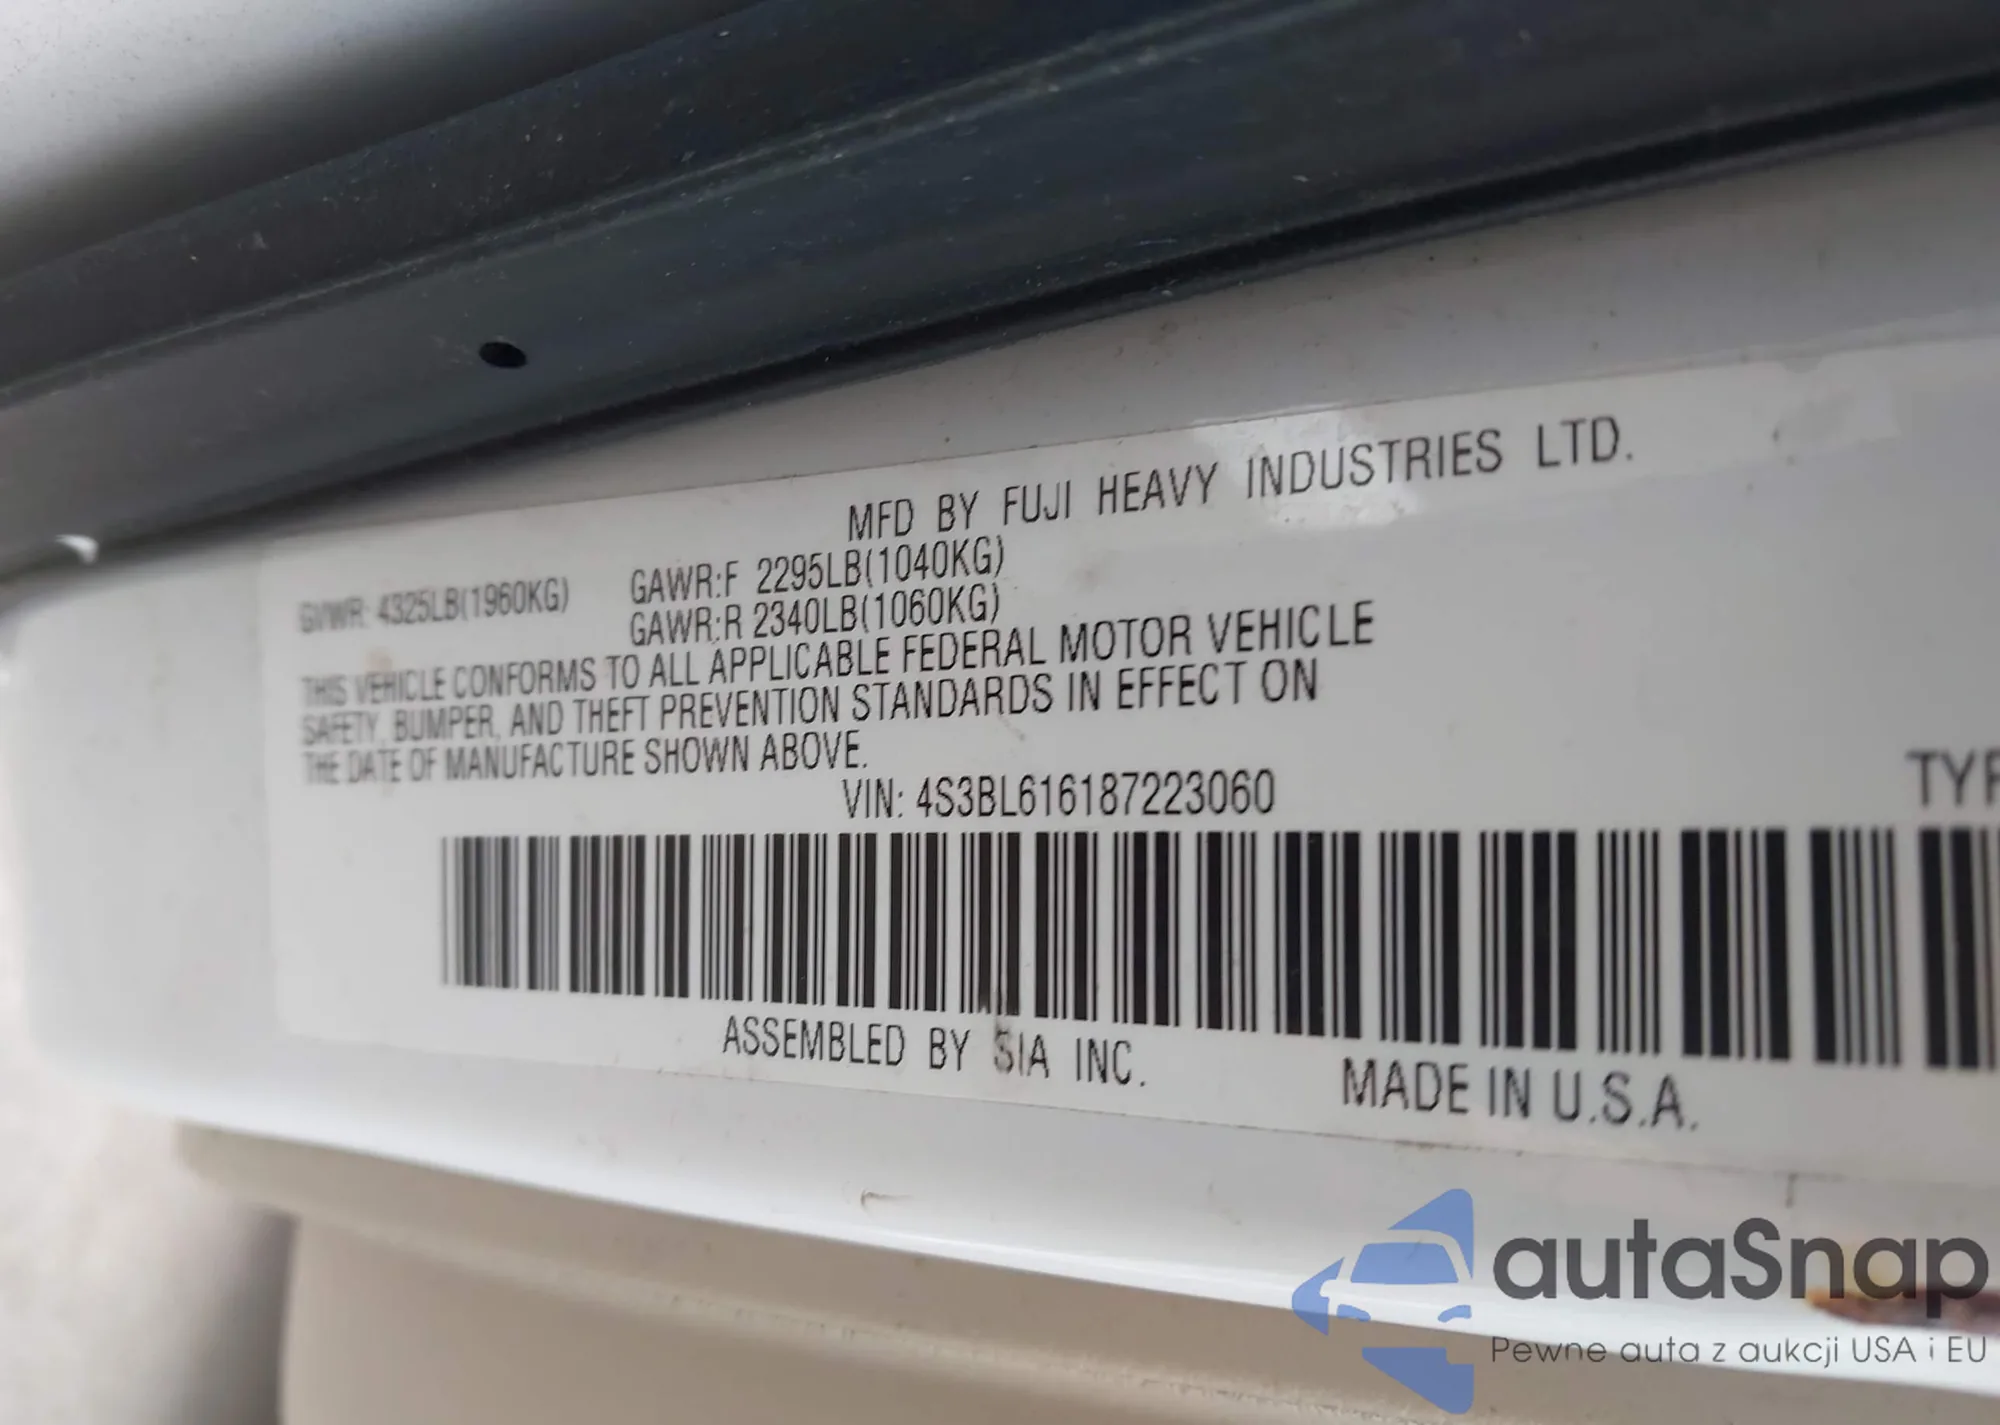 MFD BY FUJI HEAVY INDUSTRIES LTD.
GVWR: 4325LB(1960KG) GAWR:F 2295LB(1040KG)
GAWR:R 2340LB(1060KG)
THIS VEHICLE CONFORMS TO ALL APPLICABLE FEDERAL MOTOR VEHICLE
SAFETY, BUMPER, AND THEFT PREVENTION STANDARDS IN EFFECT ON
THE DATE OF MANUFACTURE SHOWN ABOVE.
VIN: 4S3BL616187223060
TYP
ASSEMBLED BY SIA INC. MADE IN U.S.A.
autaSnap
Pewne auta z aukcji USA i EU